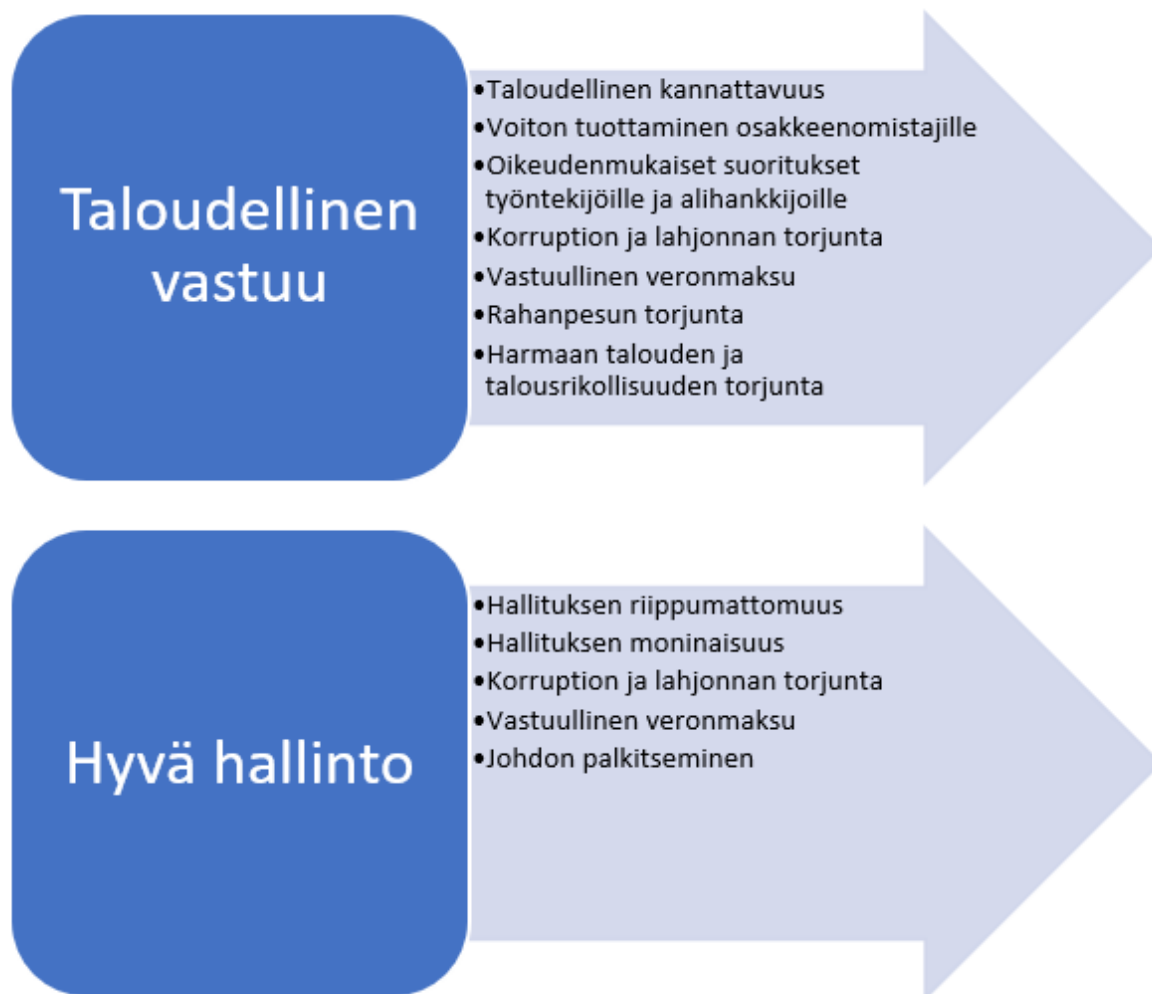 Taloudellinen
vastuu
•Taloudellinen kannattavuus
•Voiton tuottaminen osakkeenomistajille
•Oikeudenmukaiset suoritukset
työntekijöille ja alihankkijoille
•Korruption ja lahjonnan torjunta
•Vastuullinen veronmaksu
•Rahanpesun torjunta
•Harmaan talouden ja
talousrikollisuuden torjunta
Hyvä hallinto
•Hallituksen riippumattomuus
•Hallituksen moninaisuus
•Korruption ja lahjonnan torjunta
•Vastuullinen veronmaksu
•Johdon palkitseminen